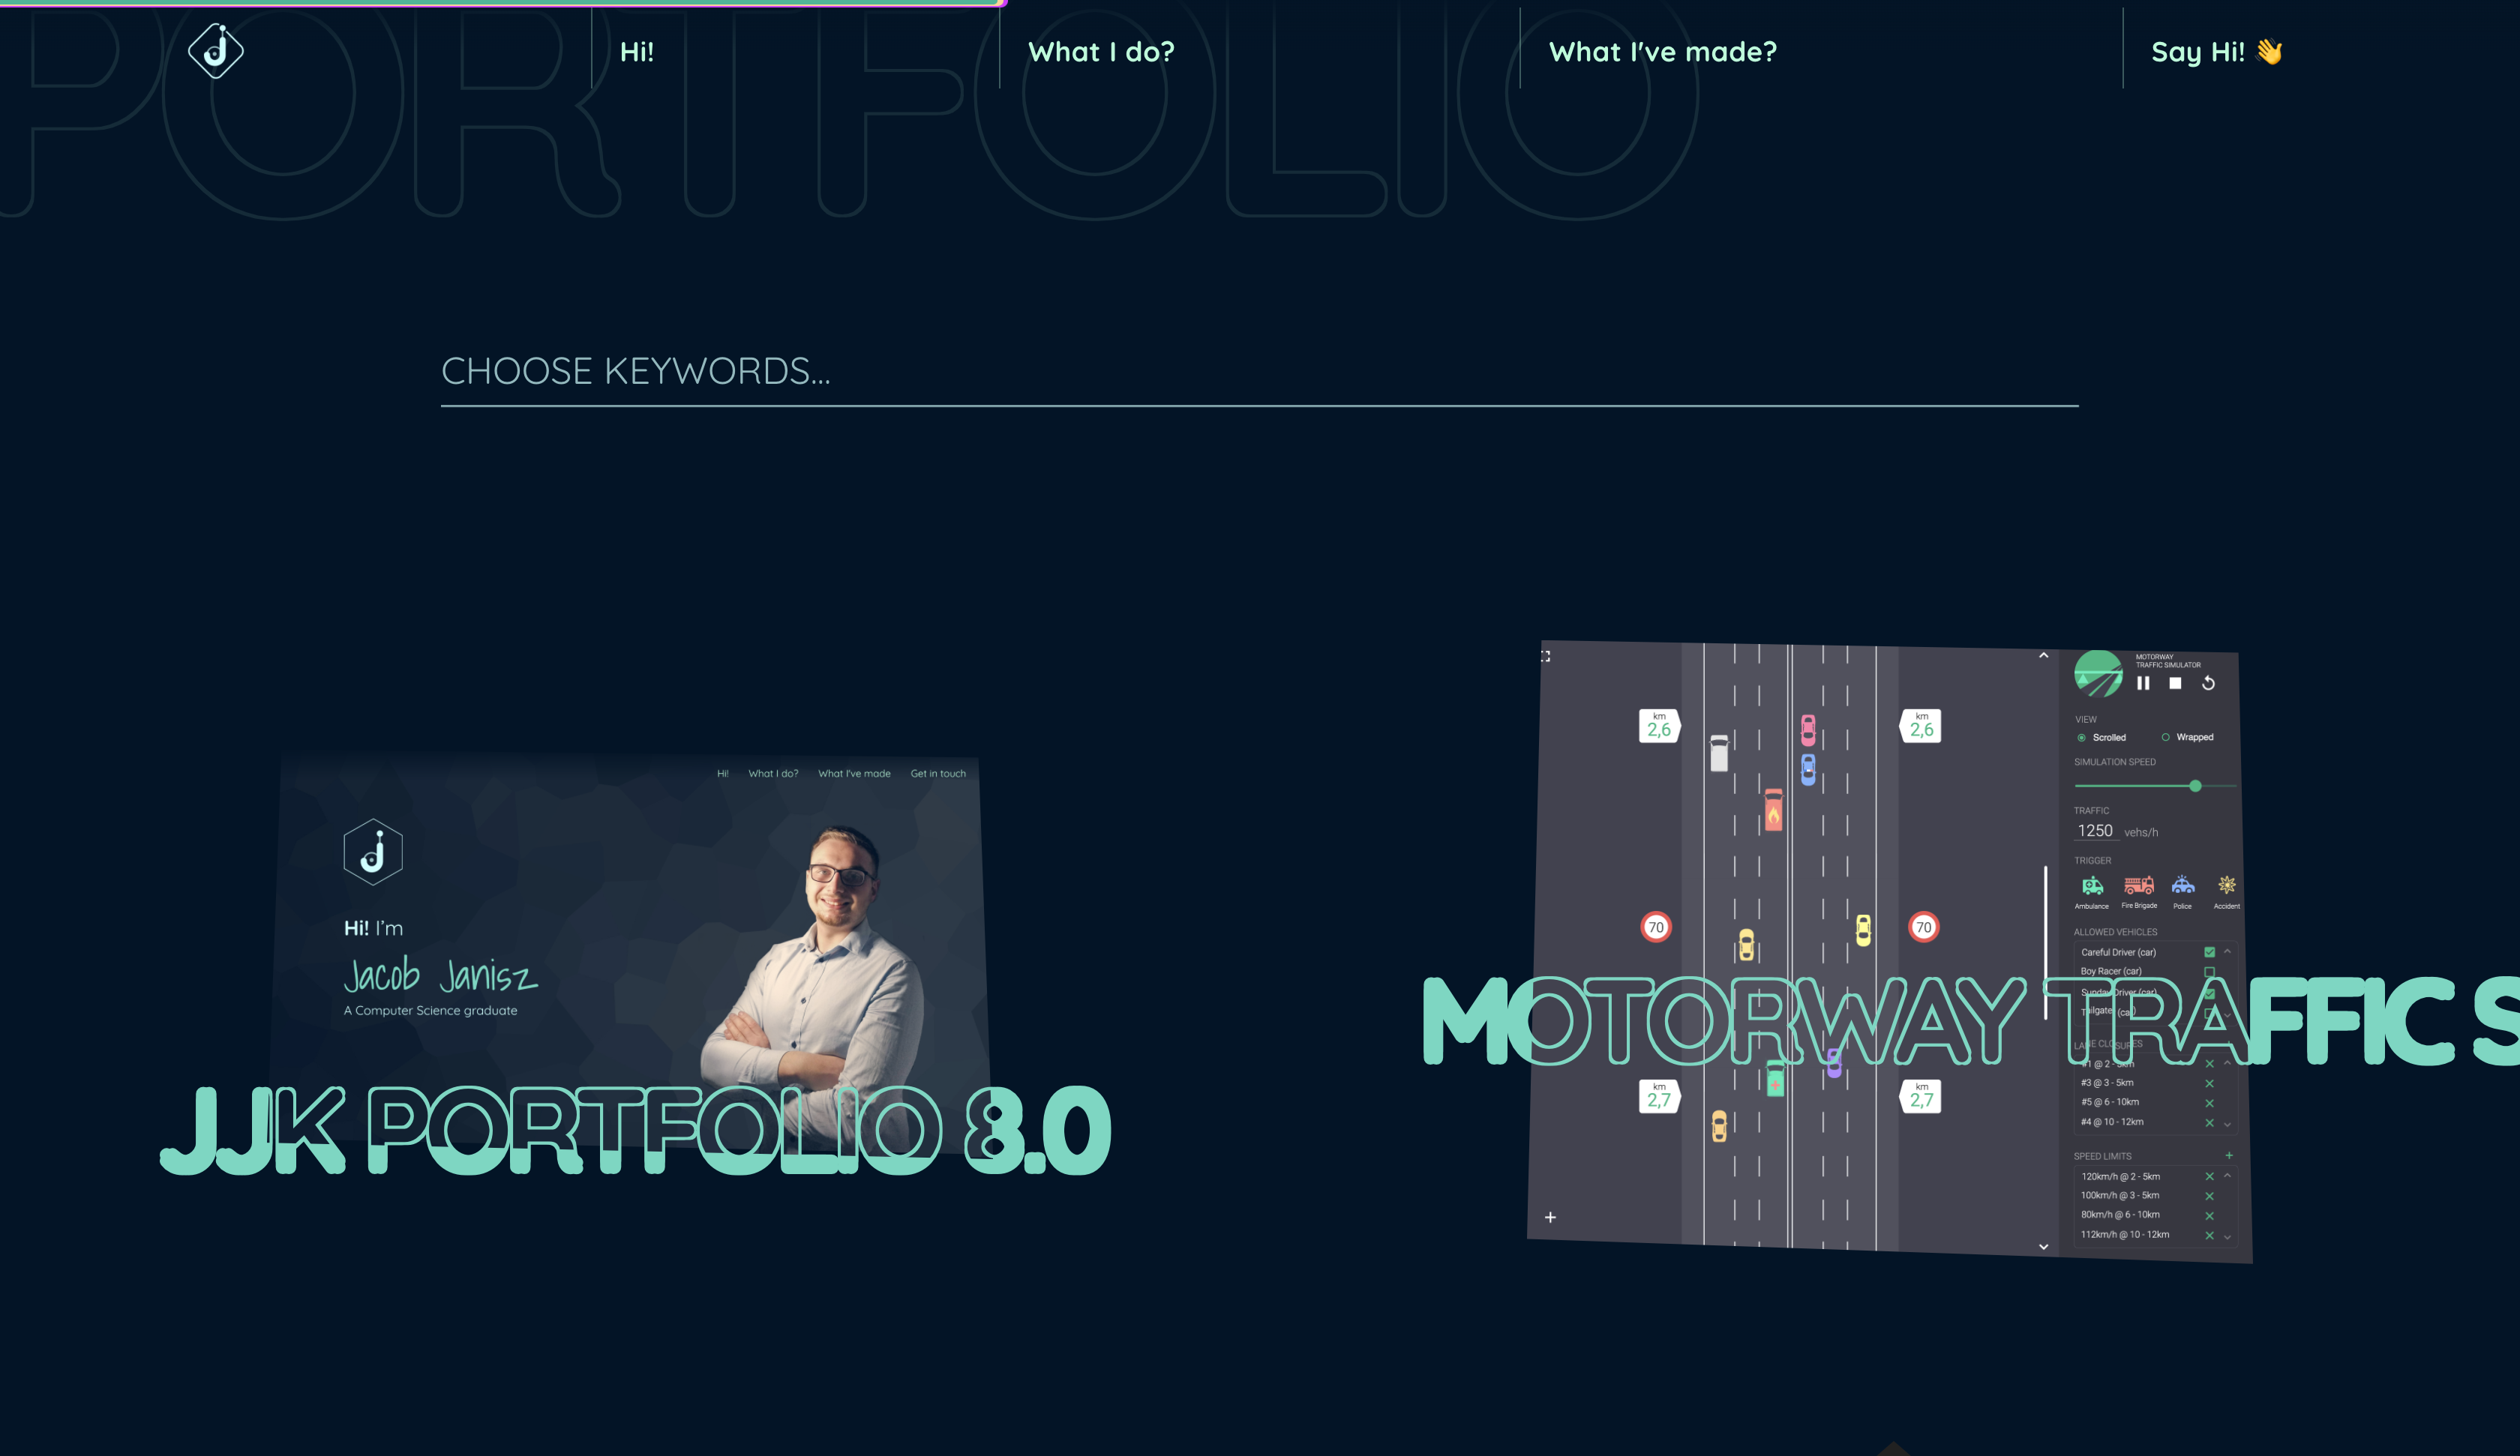 PORTFOLIO
Hi!
What I do?
What I've made?
Say Hi! 👋
CHOOSE KEYWORDS...
Hi! What I do? What I've made Get in touch
Hi! I'm
Jacob Janisz
A Computer Science graduate
JJK PORTFOLIO 8.0
km
2,6
km
2,6
70
70
km
2,7
km
2,7
MOTORWAY
TRAFFIC SIMULATOR
VIEW
Scrolled Wrapped
SIMULATION SPEED
TRAFFIC
1250 vehs/h
TRIGGER
Ambulance Fire Brigade Police Accident
ALLOWED VEHICLES
Careful Driver (car)
Boy Racer (car)
Sunday Driver (car)
MOTORWAY TRAFFIC S
LANE CLOSURES
#1 @ 2 - 5km
#3 @ 3 - 5km
#5 @ 6 - 10km
#4 @ 10 - 12km
SPEED LIMITS +
120km/h @ 2 - 5km
100km/h @ 3 - 5km
80km/h @ 6 - 10km
112km/h @ 10 - 12km